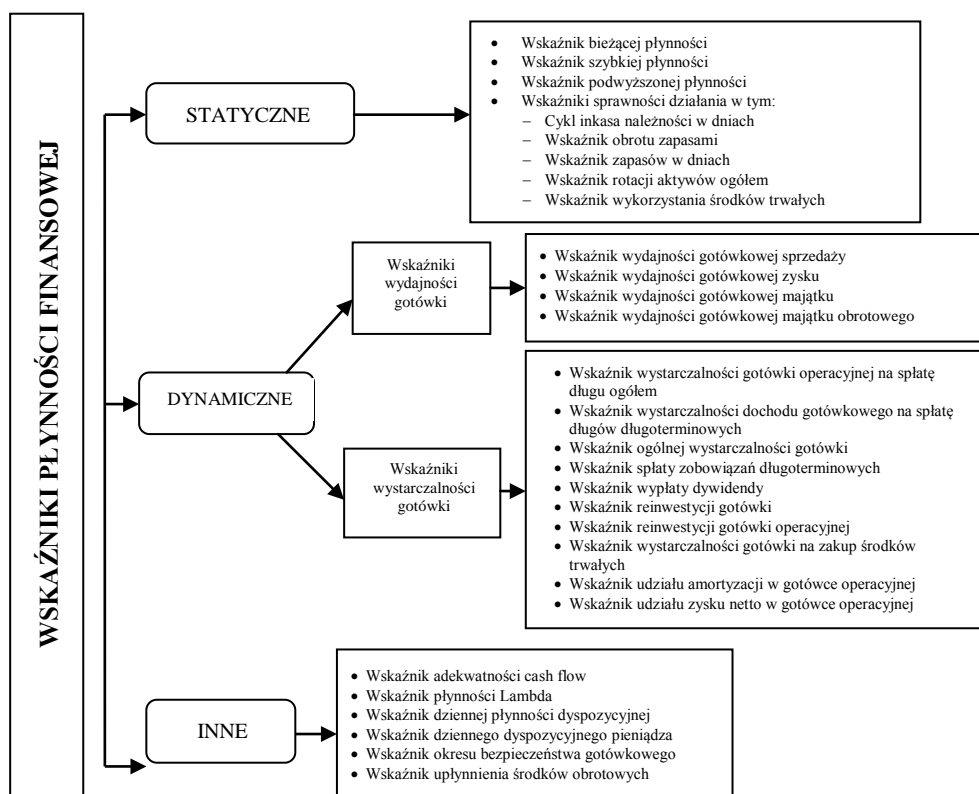 WSKAŹNIKI PŁYNNOŚCI FINANSOWEJ
STATYCZNE
• Wskaźnik bieżącej płynności
• Wskaźnik szybkiej płynności
• Wskaźnik podwyższonej płynności
• Wskaźniki sprawności działania w tym:
– Cykl inkasa należności w dniach
– Wskaźnik obrotu zapasami
– Wskaźnik zapasów w dniach
– Wskaźnik rotacji aktywów ogółem
– Wskaźnik wykorzystania środków trwałych
DYNAMICZNE
Wskaźniki
wydajności
gotówki
• Wskaźnik wydajności gotówkowej sprzedaży
• Wskaźnik wydajności gotówkowej zysku
• Wskaźnik wydajności gotówkowej majątku
• Wskaźnik wydajności gotówkowej majątku obrotowego
Wskaźniki
wystarczalności
gotówki
• Wskaźnik wystarczalności gotówki operacyjnej na spłatę
długu ogółem
• Wskaźnik wystarczalności dochodu gotówkowego na spłatę
długów długoterminowych
• Wskaźnik ogólnej wystarczalności gotówki
• Wskaźnik spłaty zobowiązań długoterminowych
• Wskaźnik wypłaty dywidendy
• Wskaźnik reinwestycji gotówki
• Wskaźnik reinwestycji gotówki operacyjnej
• Wskaźnik wystarczalności gotówki na zakup środków
trwałych
• Wskaźnik udziału amortyzacji w gotówce operacyjnej
• Wskaźnik udziału zysku netto w gotówce operacyjnej
INNE
• Wskaźnik adekwatności cash flow
• Wskaźnik płynności Lambda
• Wskaźnik dziennej płynności dyspozycyjnej
• Wskaźnik dziennego dyspozycyjnego pieniądza
• Wskaźnik okresu bezpieczeństwa gotówkowego
• Wskaźnik upłynnienia środków obrotowych